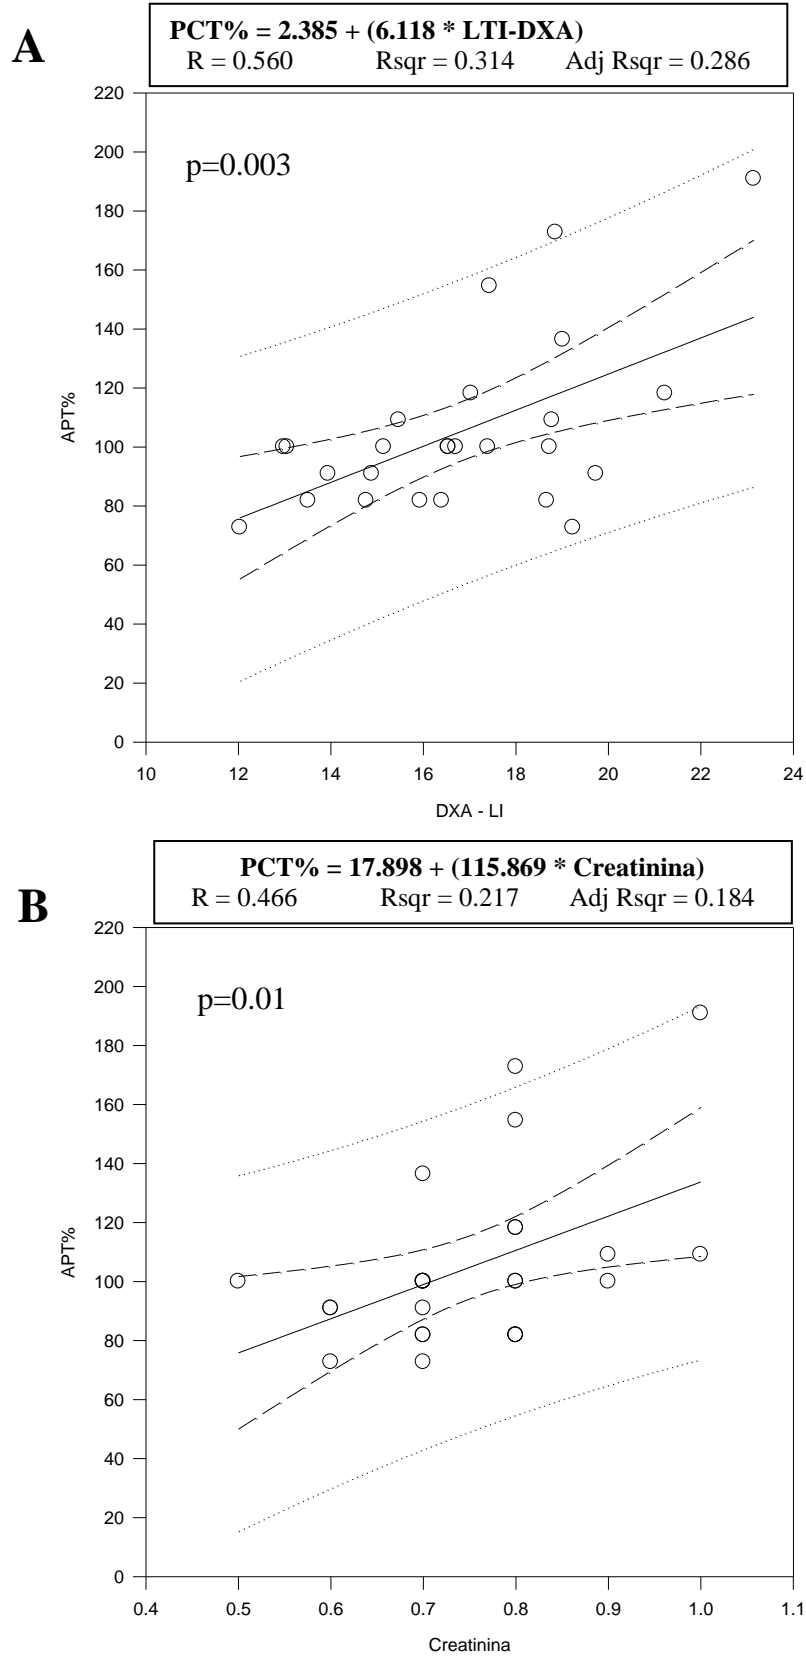 A
PCT% = 2.385 + (6.118 * LTI-DXA)
R = 0.560 Rsqr = 0.314 Adj Rsqr = 0.286
220
200
180
160
140
120
100
80
60
40
20
0
p=0.003
APT%
10 12 14 16 18 20 22 24
DXA - LI
B
PCT% = 17.898 + (115.869 * Creatinina)
R = 0.466 Rsqr = 0.217 Adj Rsqr = 0.184
220
200
180
160
140
120
100
80
60
40
20
0
p=0.01
APT%
0.4 0.5 0.6 0.7 0.8 0.9 1.0 1.1
Creatinina